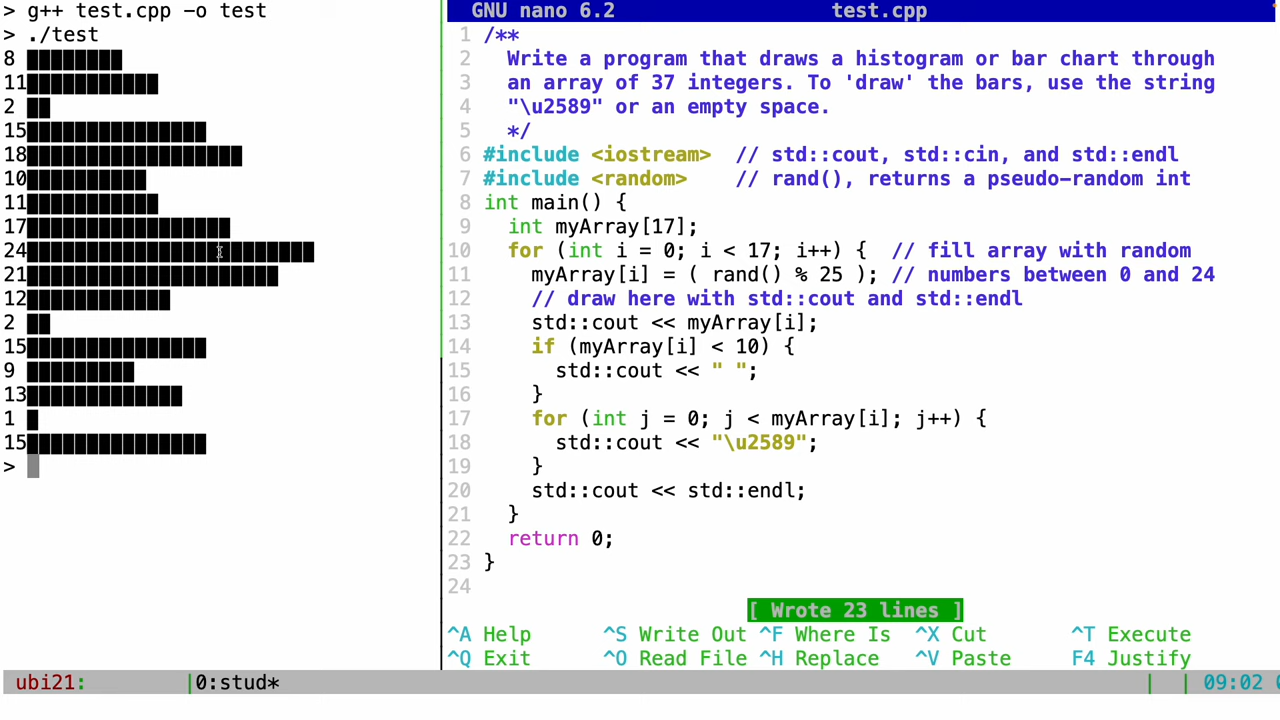 > g++ test.cpp -o test
> ./test
8 ████████
11███████████
2 ██
15███████████████
18██████████████████
10██████████
11███████████
17█████████████████
24████████████████████████
21█████████████████████
12████████████
2 ██
15███████████████
9 █████████
13█████████████
1 █
15███████████████
>
GNU nano 6.2 test.cpp
1 /**
2   Write a program that draws a histogram or bar chart through
3   an array of 37 integers. To 'draw' the bars, use the string
4   "\u2589" or an empty space.
5   */
6 #include <iostream>  // std::cout, std::cin, and std::endl
7 #include <random>    // rand(), returns a pseudo-random int
8 int main() {
9   int myArray[17];
10   for (int i = 0; i < 17; i++) {  // fill array with random
11     myArray[i] = ( rand() % 25 ); // numbers between 0 and 24
12     // draw here with std::cout and std::endl
13     std::cout << myArray[i];
14     if (myArray[i] < 10) {
15       std::cout << " ";
16     }
17     for (int j = 0; j < myArray[i]; j++) {
18       std::cout << "\u2589";
19     }
20     std::cout << std::endl;
21   }
22   return 0;
23 }
24
[ Wrote 23 lines ]
^A Help ^S Write Out ^F Where Is ^X Cut ^T Execute
^Q Exit ^O Read File ^H Replace ^V Paste F4 Justify
ubi21: |0:stud* | | 09:02